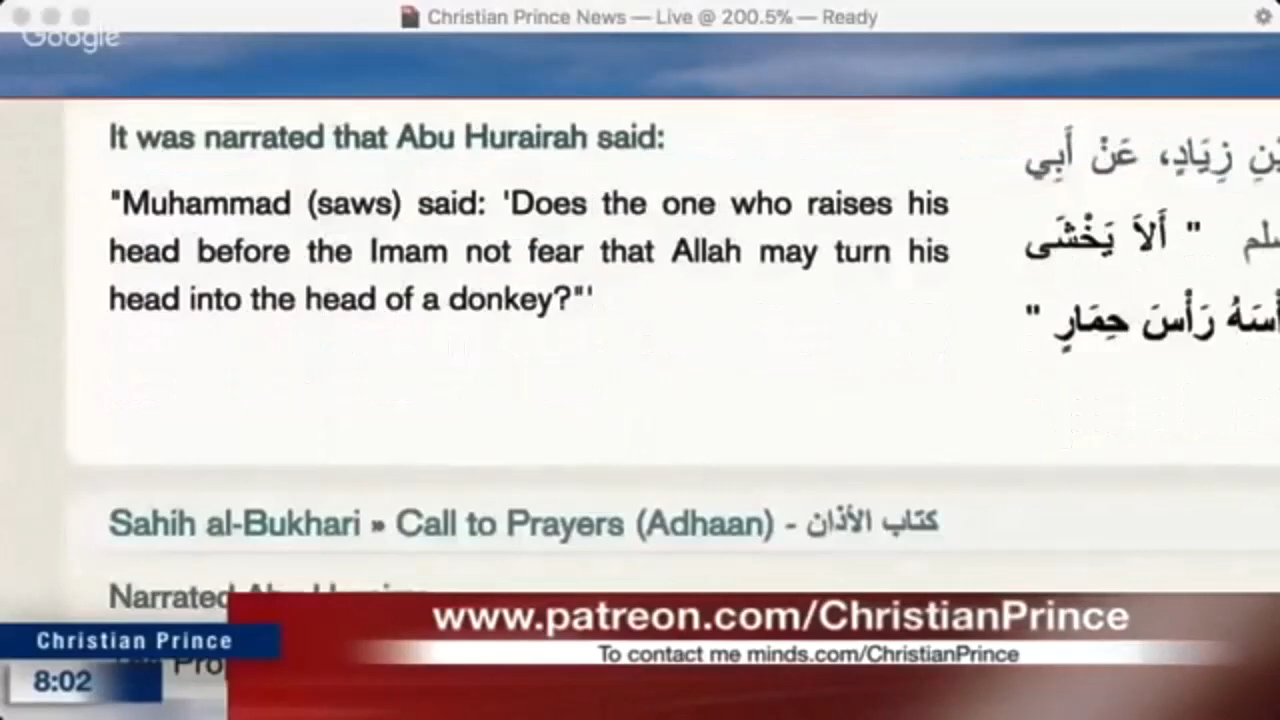 Christian Prince News — Live @ 200.5% — Ready
Google
It was narrated that Abu Hurairah said:
"Muhammad (saws) said: 'Does the one who raises his
head before the Imam not fear that Allah may turn his
head into the head of a donkey?"'
زِيَادٍ، عَنْ أَبِي
" أَلاَ يَخْشَى
رَأْسَ حِمَارٍ "
Sahih al-Bukhari » Call to Prayers (Adhaan) - كتاب الأذان
Narrated
www.patreon.com/ChristianPrince
Christian Prince
To contact me minds.com/ChristianPrince
8:02